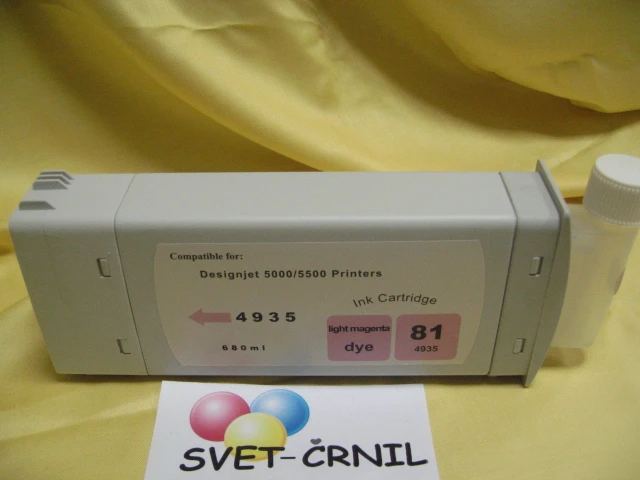 Compatible for:
Designjet 5000/5500 Printers
4935
680ml
Ink Cartridge
light magenta
dye
81
4935
SVET-ČRNIL